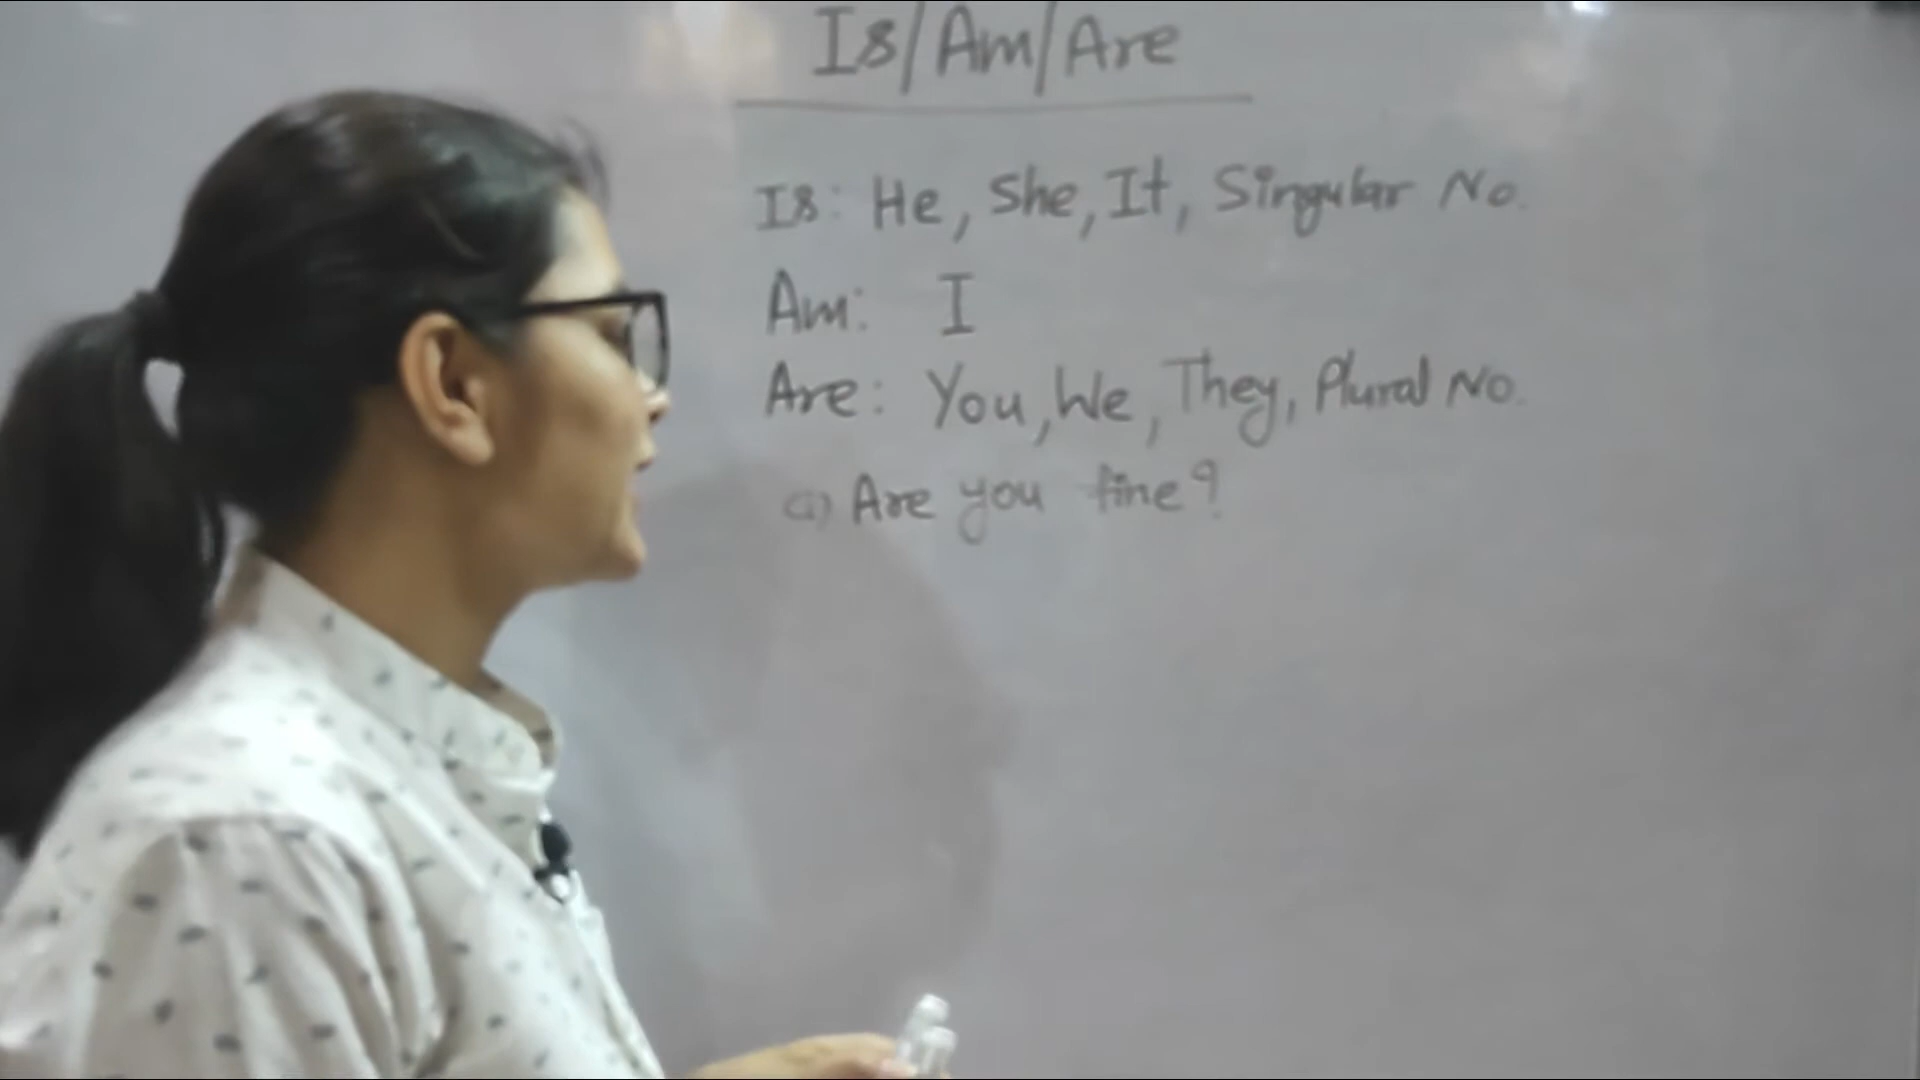 Is/Am/Are
Is: He, She, It, Singular No.
Am: I
Are: You, We, They, Plural No.
a) Are you fine?